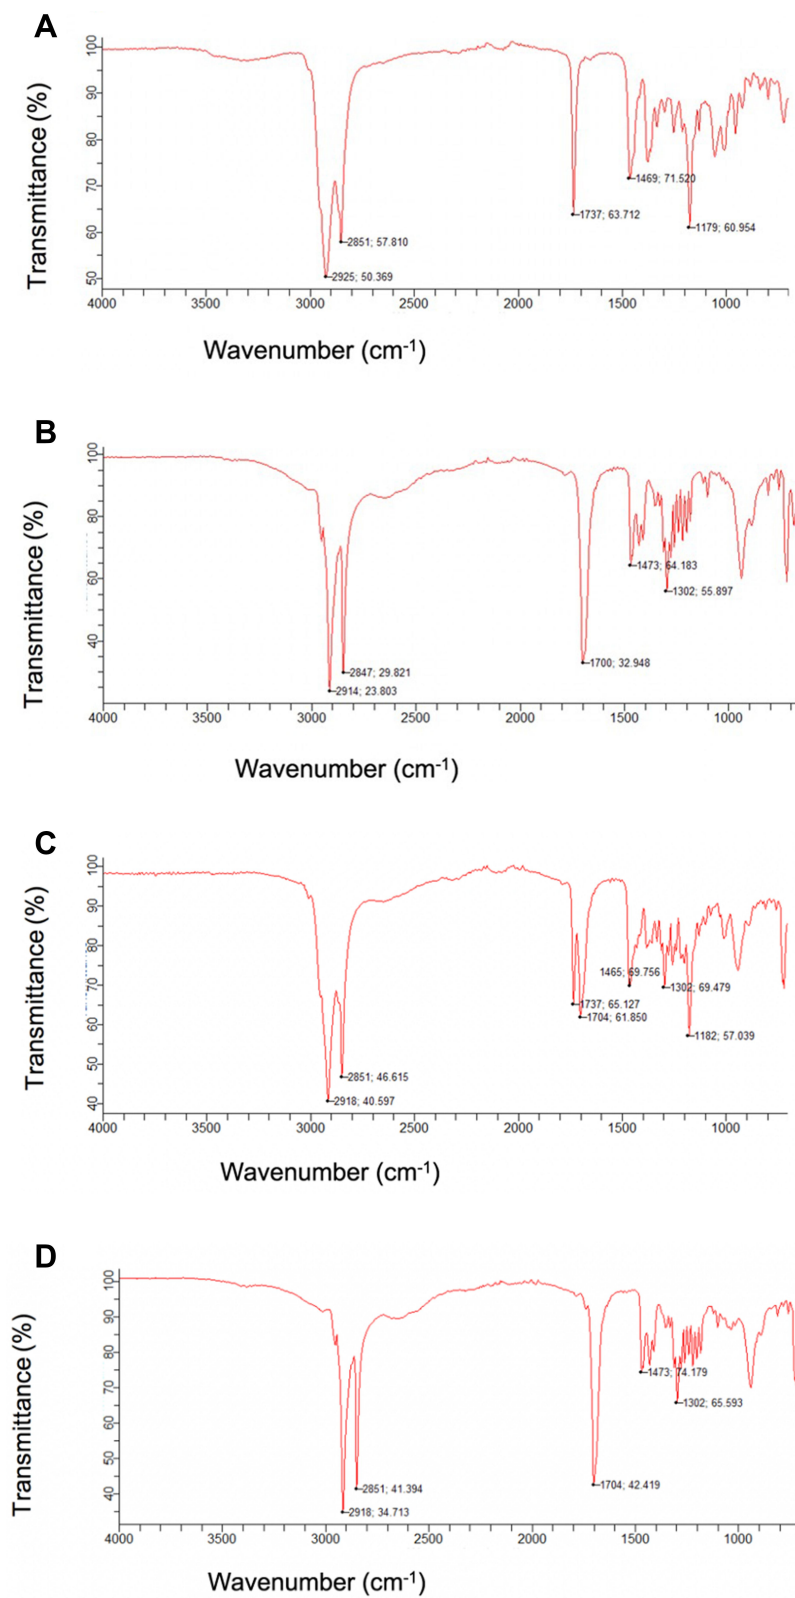 A
Transmittance (%)
100
90
80
70
60
50
2851; 57.810
2925; 50.369
1737; 63.712
1469; 71.520
1179; 60.954
4000 3500 3000 2500 2000 1500 1000
Wavenumber (cm-1)
B
Transmittance (%)
100
80
60
40
2847; 29.821
2914; 23.803
1700; 32.948
1473; 64.183
1302; 55.897
4000 3500 3000 2500 2000 1500 1000
Wavenumber (cm-1)
C
Transmittance (%)
100
90
80
70
60
50
40
2851; 46.615
2918; 40.597
1465; 69.756
1737; 65.127
1704; 61.850
1302; 69.479
1182; 57.039
4000 3500 3000 2500 2000 1500 1000
Wavenumber (cm-1)
D
Transmittance (%)
100
90
80
70
60
50
40
2851; 41.394
2918; 34.713
1704; 42.419
1473; 74.179
1302; 65.593
4000 3500 3000 2500 2000 1500 1000
Wavenumber (cm-1)